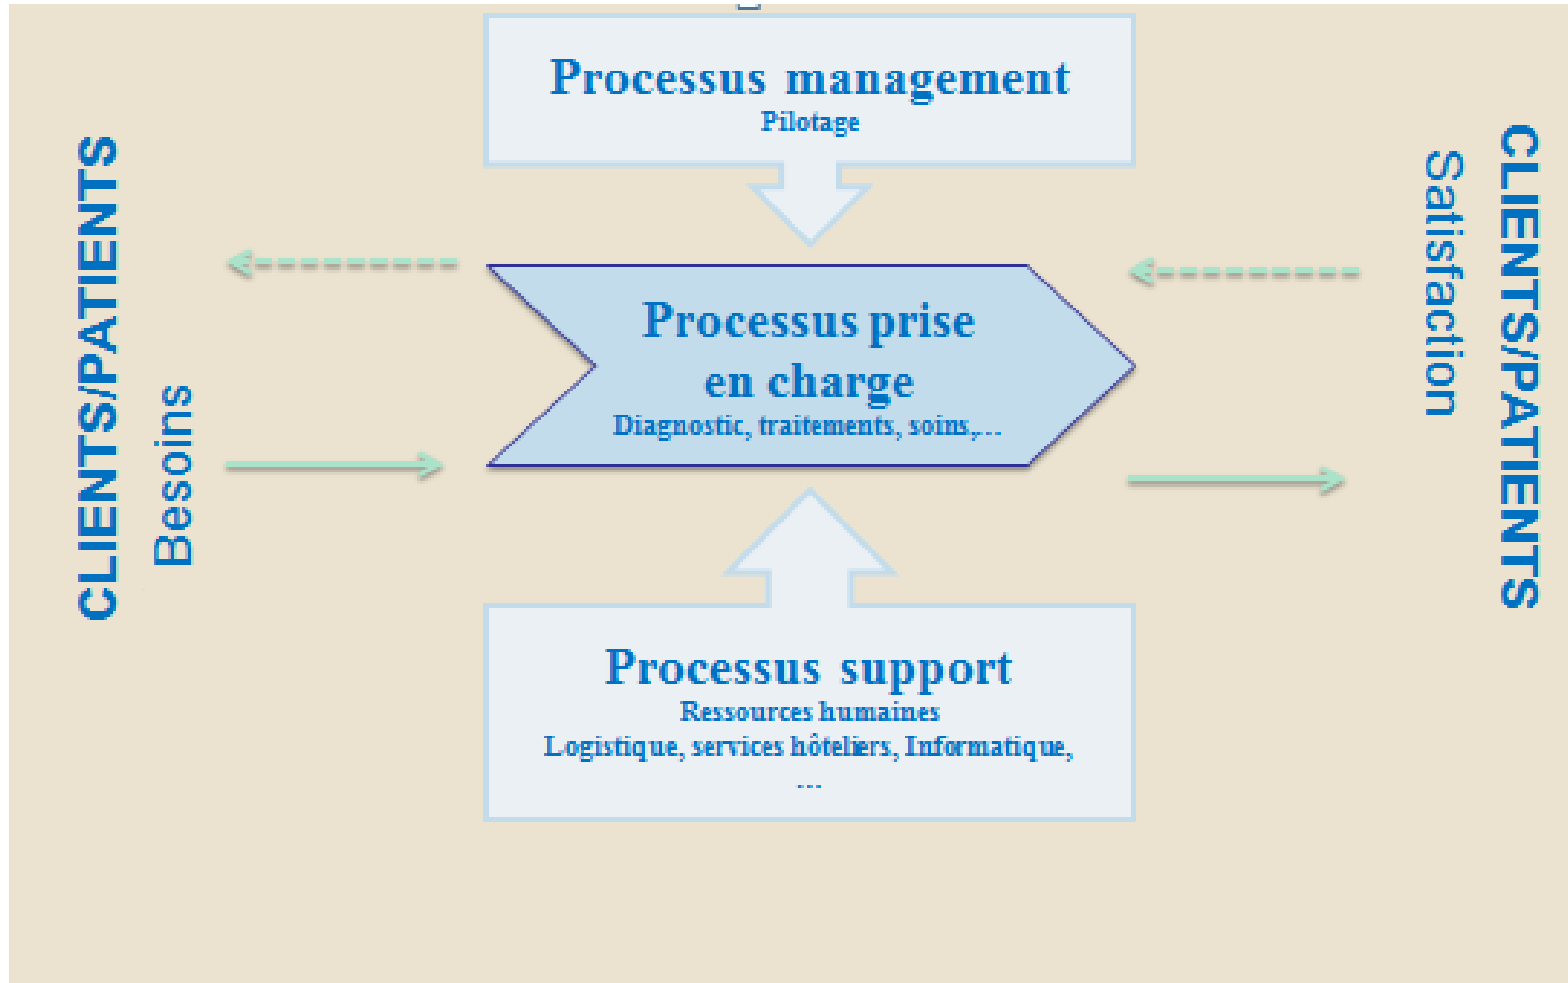 Processus management
Pilotage
CLIENTS/PATIENTS
Besoins
Processus prise
en charge
Diagnostic, traitements, soins,...
Satisfaction
CLIENTS/PATIENTS
Processus support
Ressources humaines
Logistique, services hôteliers, Informatique,
...